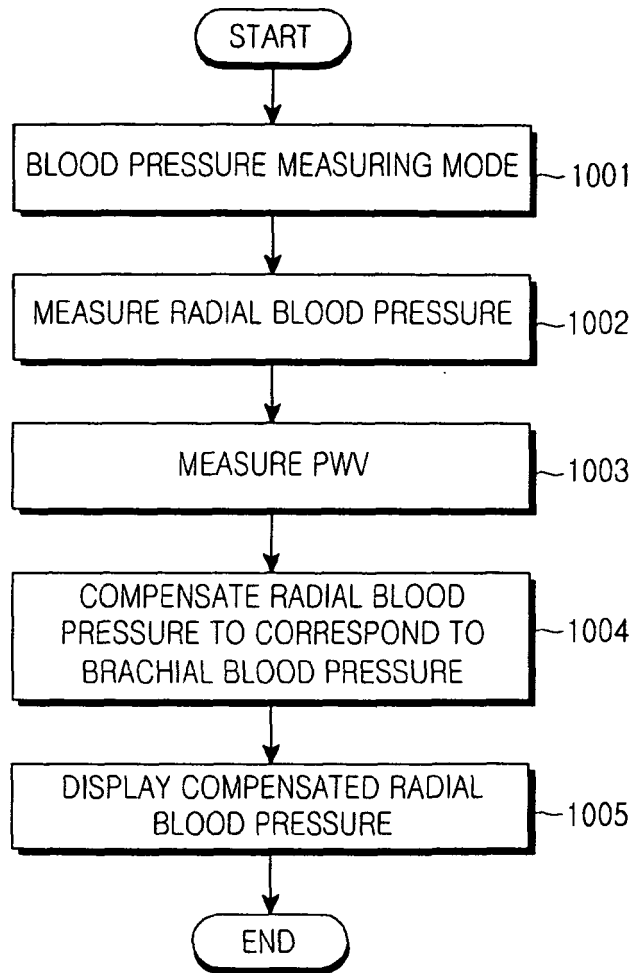 START
BLOOD PRESSURE MEASURING MODE
1001
MEASURE RADIAL BLOOD PRESSURE
1002
MEASURE PWV
1003
COMPENSATE RADIAL BLOOD
PRESSURE TO CORRESPOND TO
BRACHIAL BLOOD PRESSURE
1004
DISPLAY COMPENSATED RADIAL
BLOOD PRESSURE
1005
END